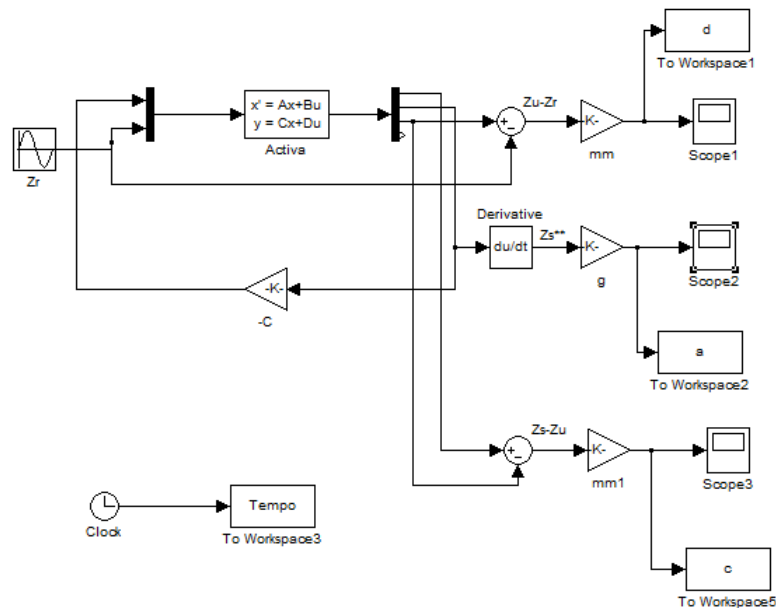 d
To Workspace1
Zu-Zr
x' = Ax+Bu
y = Cx+Du
Activa
+
−
K-
mm
Scope1
Zr
Derivative
du/dt
Zs**
K-
g
Scope2
-K-
-C
a
To Workspace2
Zs-Zu
+
−
K-
mm1
Scope3
Clock
Tempo
To Workspace3
c
To Workspace5